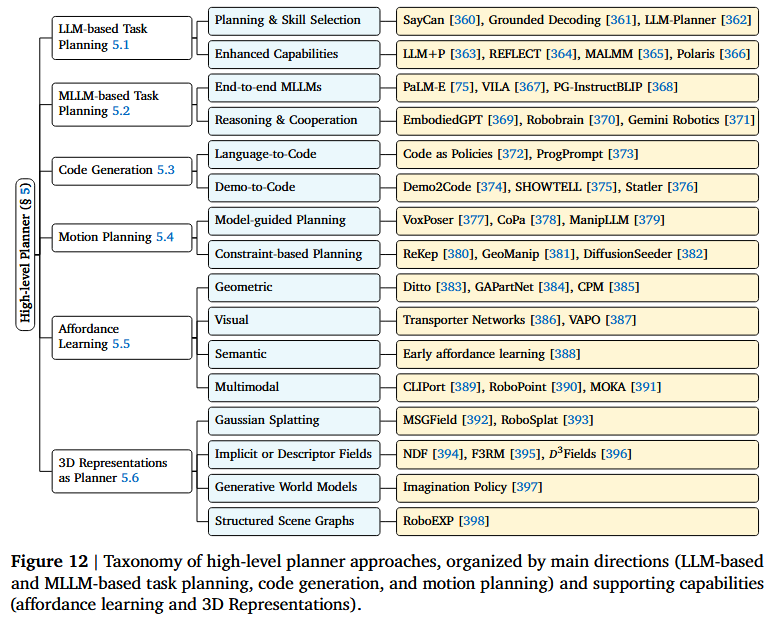 High-level Planner (§ 5)
LLM-based Task
Planning 5.1
Planning & Skill Selection
SayCan [360], Grounded Decoding [361], LLM-Planner [362]
Enhanced Capabilities
LLM+P [363], REFLECT [364], MALMM [365], Polaris [366]
MLLM-based Task
Planning 5.2
End-to-end MLLMs
PaLM-E [75], VILA [367], PG-InstructBLIP [368]
Reasoning & Cooperation
EmbodiedGPT [369], Robobrain [370], Gemini Robotics [371]
Code Generation 5.3
Language-to-Code
Code as Policies [372], ProgPrompt [373]
Demo-to-Code
Demo2Code [374], SHOWTELL [375], Statler [376]
Motion Planning 5.4
Model-guided Planning
VoxPoser [377], CoPa [378], ManipLLM [379]
Constraint-based Planning
ReKep [380], GeoManip [381], DiffusionSeeder [382]
Affordance
Learning 5.5
Geometric
Ditto [383], GAPartNet [384], CPM [385]
Visual
Transporter Networks [386], VAPO [387]
Semantic
Early affordance learning [388]
Multimodal
CLIPort [389], RoboPoint [390], MOKA [391]
3D Representations
as Planner 5.6
Gaussian Splatting
MSGField [392], RoboSplat [393]
Implicit or Descriptor Fields
NDF [394], F3RM [395], D³Fields [396]
Generative World Models
Imagination Policy [397]
Structured Scene Graphs
RoboEXP [398]
Figure 12 | Taxonomy of high-level planner approaches, organized by main directions (LLM-based
and MLLM-based task planning, code generation, and motion planning) and supporting capabilities
(affordance learning and 3D Representations).